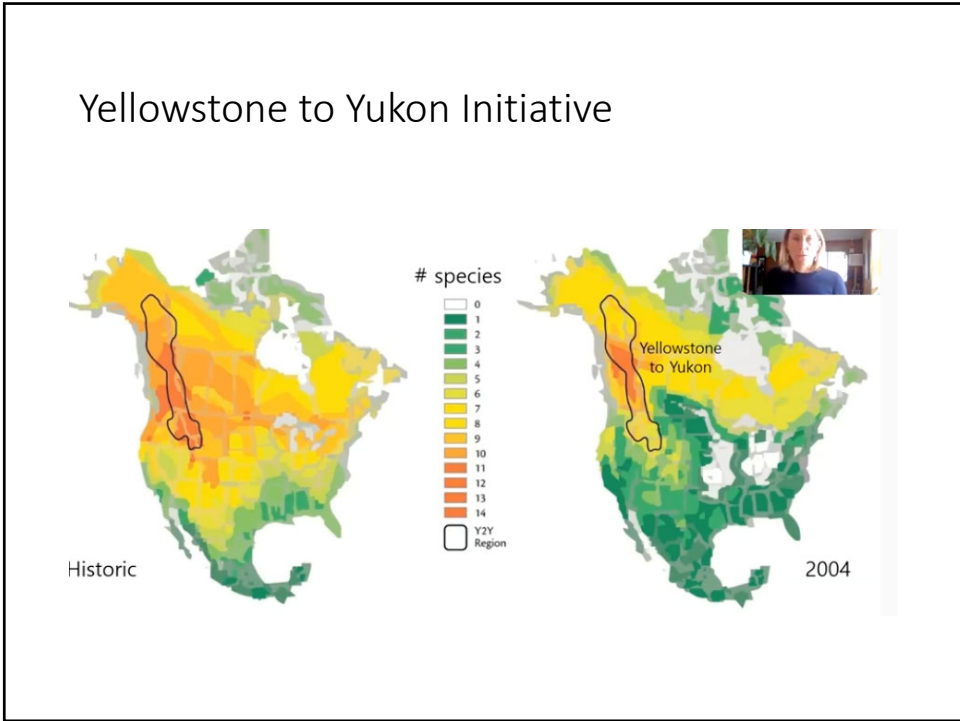 Yellowstone to Yukon Initiative
# species
0
1
2
3
4
5
6
7
8
9
10
11
12
13
14
Y2Y
Region
Historic
Yellowstone
to Yukon
2004